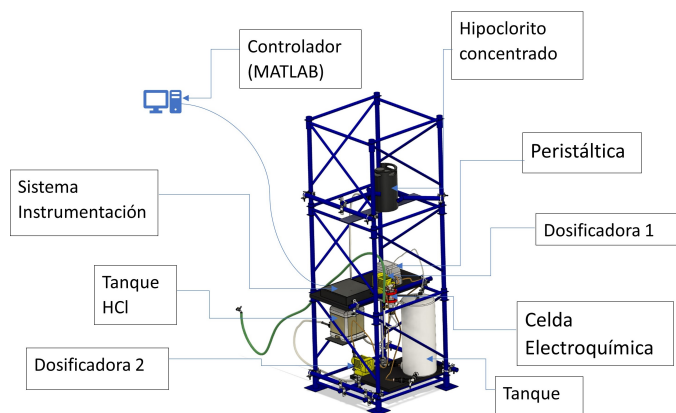 Controlador
(MATLAB)
Hipoclorito
concentrado
Peristáltica
Sistema
Instrumentación
Dosificadora 1
Tanque
HCl
Celda
Electroquímica
Dosificadora 2
Tanque